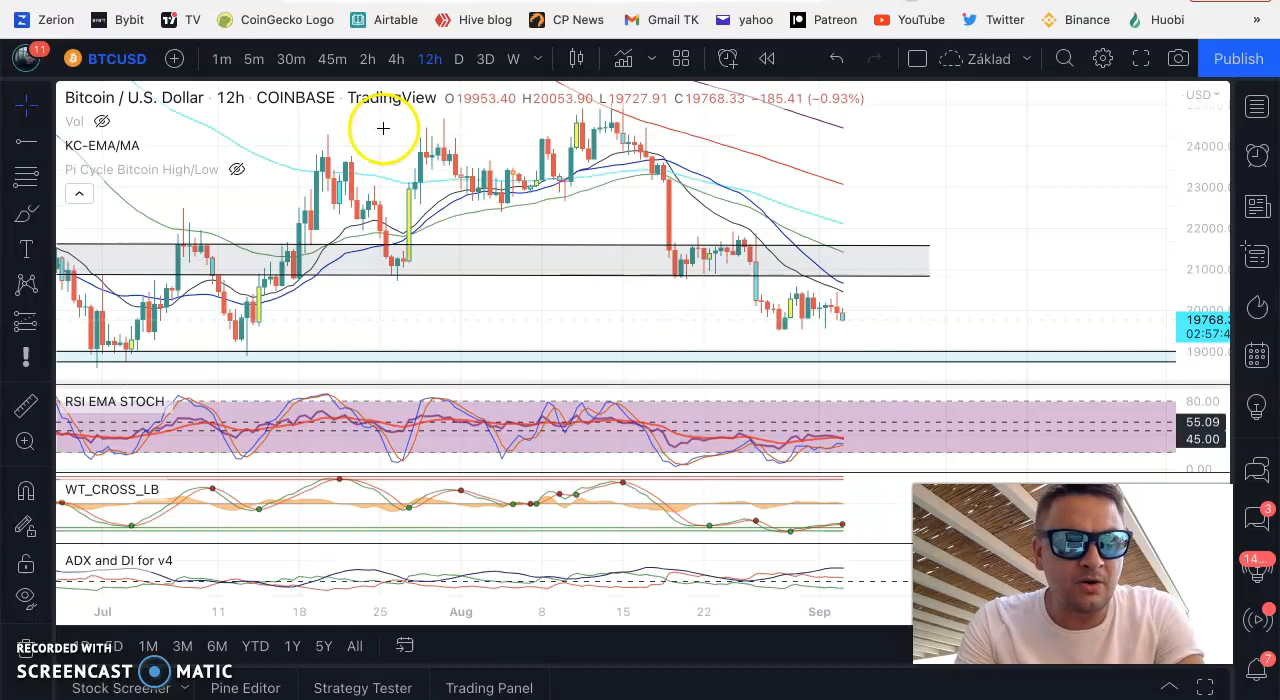 Zerion Bybit TV CoinGecko Logo Airtable Hive blog CP News Gmail TK yahoo Patreon YouTube Twitter Binance Huobi »
11 BTCUSD 1m 5m 30m 45m 2h 4h 12h D 3D W Základ Publish
Bitcoin / U.S. Dollar · 12h · COINBASE · TradingView O19953.40 H20053.90 L19727.91 C19768.33 −185.41 (−0.93%)
USD
Vol
KC-EMA/MA
Pi Cycle Bitcoin High/Low
24000.
23000.
22000.
21000.
19768.3
02:57:4
19000.
RSI EMA STOCH
80.00
55.09
45.00
0.00
WT_CROSS_LB
3
ADX and DI for v4
14...
Jul 11 18 25 Aug 8 15 22 Sep
5D 1M 3M 6M YTD 1Y 5Y All
RECORDED WITH
SCREENCAST MATIC
7
Stock Screener Pine Editor Strategy Tester Trading Panel